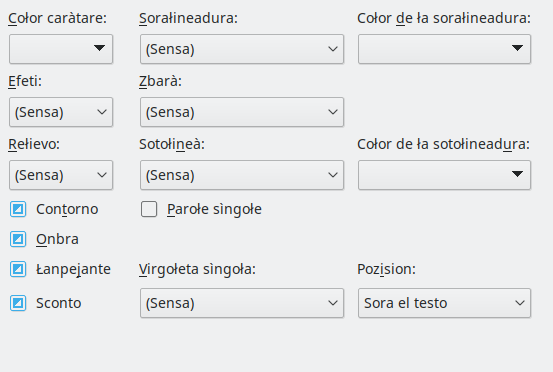 Cołor caràtare:
Sorałineadura:
Cołor de ła sorałineadura:
(Sensa)
Efeti:
Zbarà:
(Sensa)
(Sensa)
Rełievo:
Sotołineà:
Cołor de ła sotołineadura:
(Sensa)
(Sensa)
Contorno
Parołe sìngołe
Onbra
Łanpejante
Virgołeta sìngoła:
Pozision:
Sconto
(Sensa)
Sora el testo